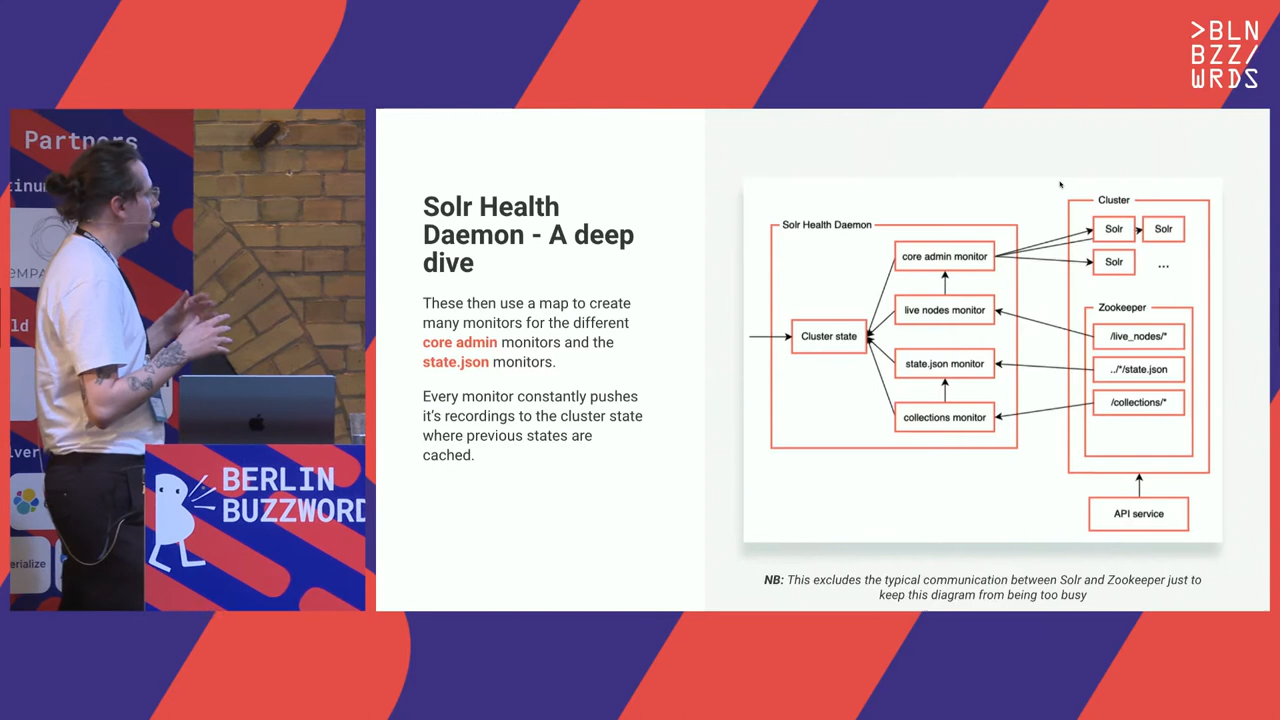 >BLN
BZZ/
WRDS
Partners
BERLIN
BUZZWORD
Solr Health
Daemon - A deep
dive
These then use a map to create
many monitors for the different
core admin monitors and the
state.json monitors.
Every monitor constantly pushes
it's recordings to the cluster state
where previous states are
cached.
Solr Health Daemon
Cluster state
core admin monitor
live nodes monitor
state.json monitor
collections monitor
Cluster
Solr
Solr
Solr
...
Zookeeper
/live_nodes/*
../*/state.json
/collections/*
API service
NB: This excludes the typical communication between Solr and Zookeeper just to
keep this diagram from being too busy